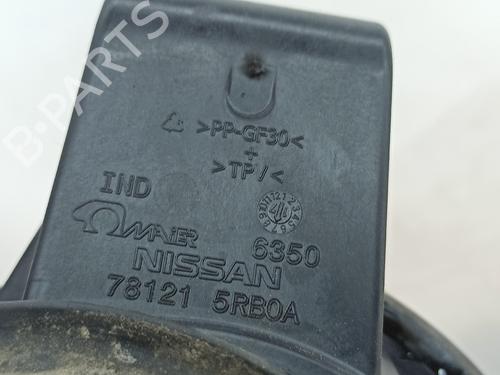 B-PARTS
>PP-GF30<
+
>TP/<
IND
MAIER 6350
NISSAN
78121 5RB0A